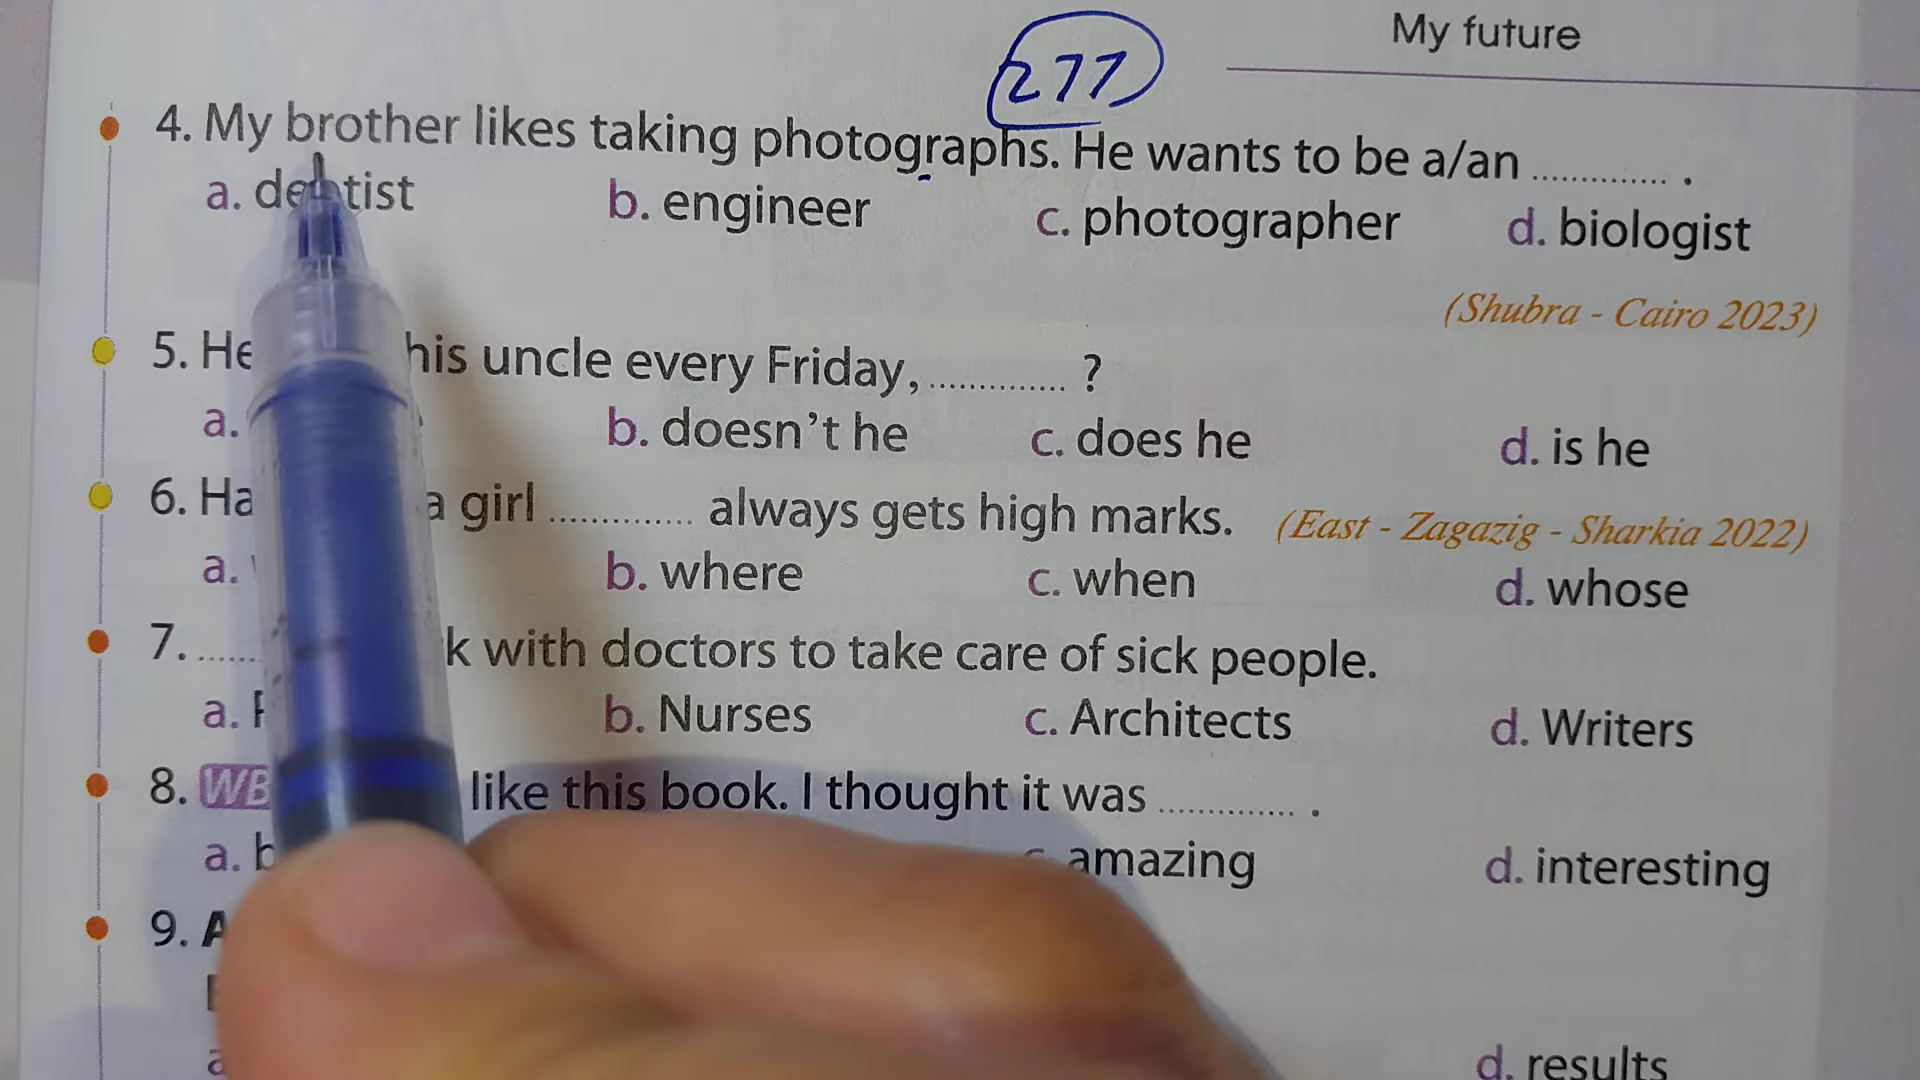 My future
277
4. My brother likes taking photographs. He wants to be a/an .............. .
a. dentist b. engineer c. photographer d. biologist
(Shubra - Cairo 2023)
5. He his uncle every Friday, .............. ?
a. b. doesn't he c. does he d. is he
6. Ha a girl .............. always gets high marks. (East - Zagazig - Sharkia 2022)
a. b. where c. when d. whose
7. ...... k with doctors to take care of sick people.
a. b. Nurses c. Architects d. Writers
8. WB like this book. I thought it was .............. .
a. b c. amazing d. interesting
9. A
d. results